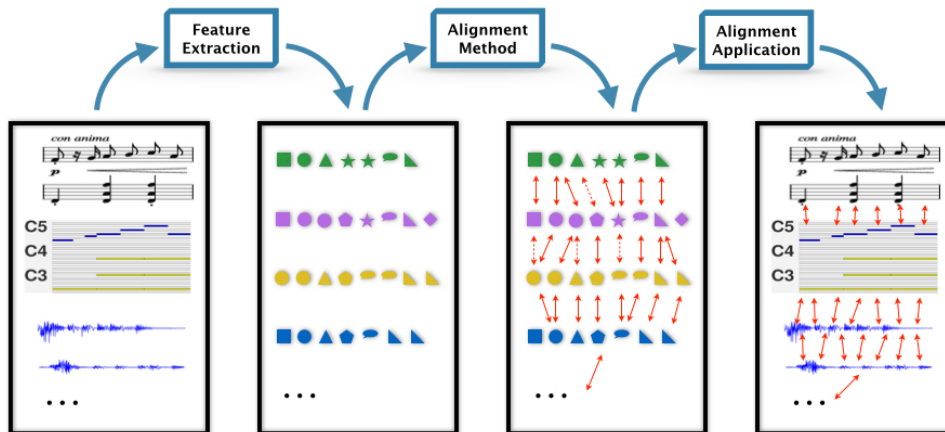 Feature
Extraction
Alignment
Method
Alignment
Application
con anima
p
C5
C4
C3
...
...
...
con anima
p
C5
C4
C3
...